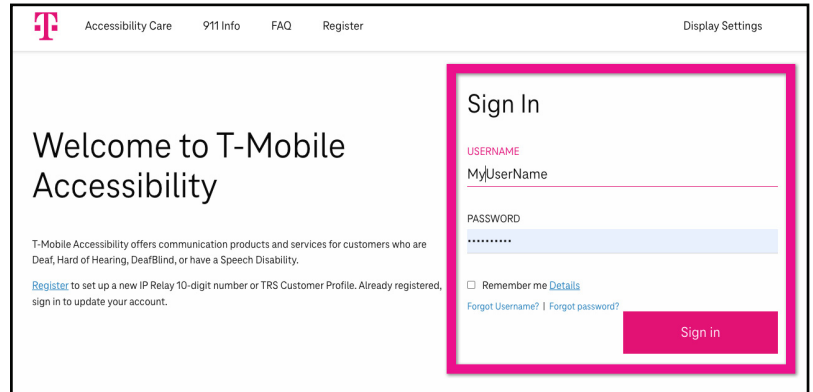 T Accessibility Care 911 Info FAQ Register Display Settings
Welcome to T-Mobile
Accessibility
T-Mobile Accessibility offers communication products and services for customers who are
Deaf, Hard of Hearing, DeafBlind, or have a Speech Disability.
Register to set up a new IP Relay 10-digit number or TRS Customer Profile. Already registered,
sign in to update your account.
Sign In
USERNAME
MyUserName
PASSWORD
••••••••••
Remember me Details
Forgot Username? | Forgot password?
Sign in